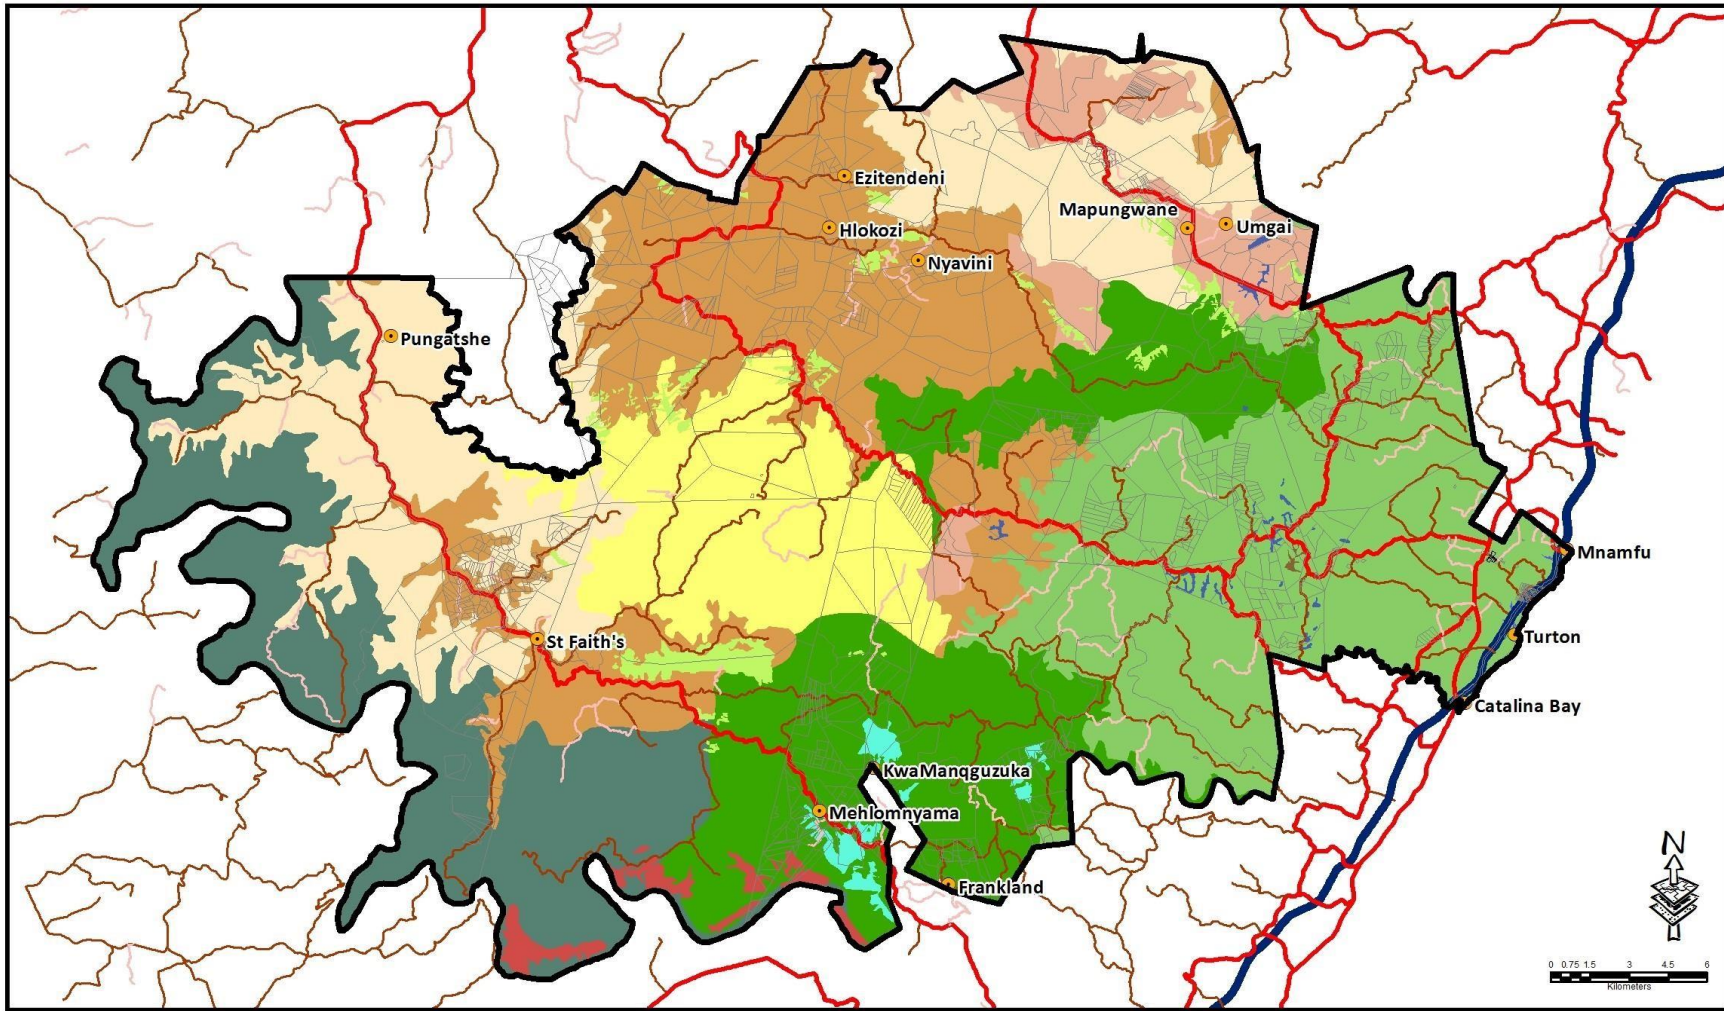 Ezitendeni
Mapungwane
Umgai
Hlokozi
Nyavini
Pungatshe
Mnamfu
St Faith's
Turton
Catalina Bay
KwaManqguzuka
Mehlomnyama
Frankland
N
0 0.75 1.5 3 4.5 6
Kilometers